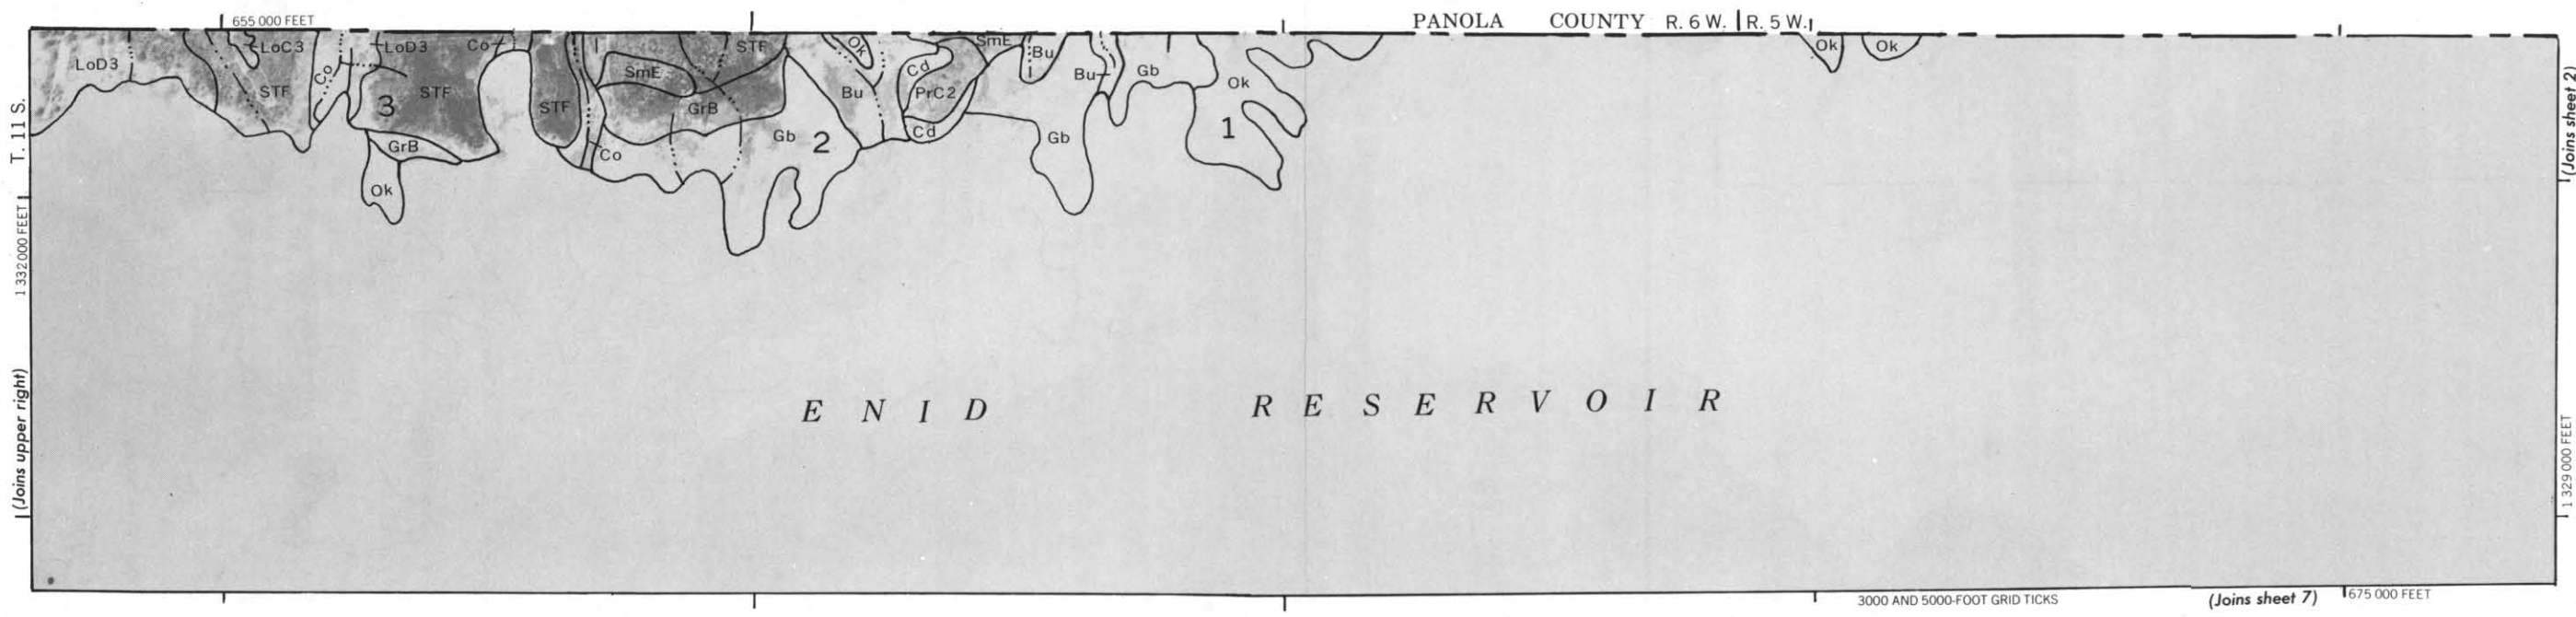 655 000 FEET
PANOLA COUNTY R. 6 W. R. 5 W.
LoD3
LoC3
STF
Co
LoD3
Co
3
STF
GrB
Ok
STF
Co
SmE
STF
GrB
Gb
2
Ok
Bu
Cd
PrC2
Cd
SmE
Bu
Gb
Bu
Gb
Ok
1
Ok
Ok
T. 11 S.
1 332 000 FEET
(Joins upper right)
(Joins sheet 2)
1 329 000 FEET
ENID RESERVOIR
3000 AND 5000-FOOT GRID TICKS
(Joins sheet 7)
675 000 FEET